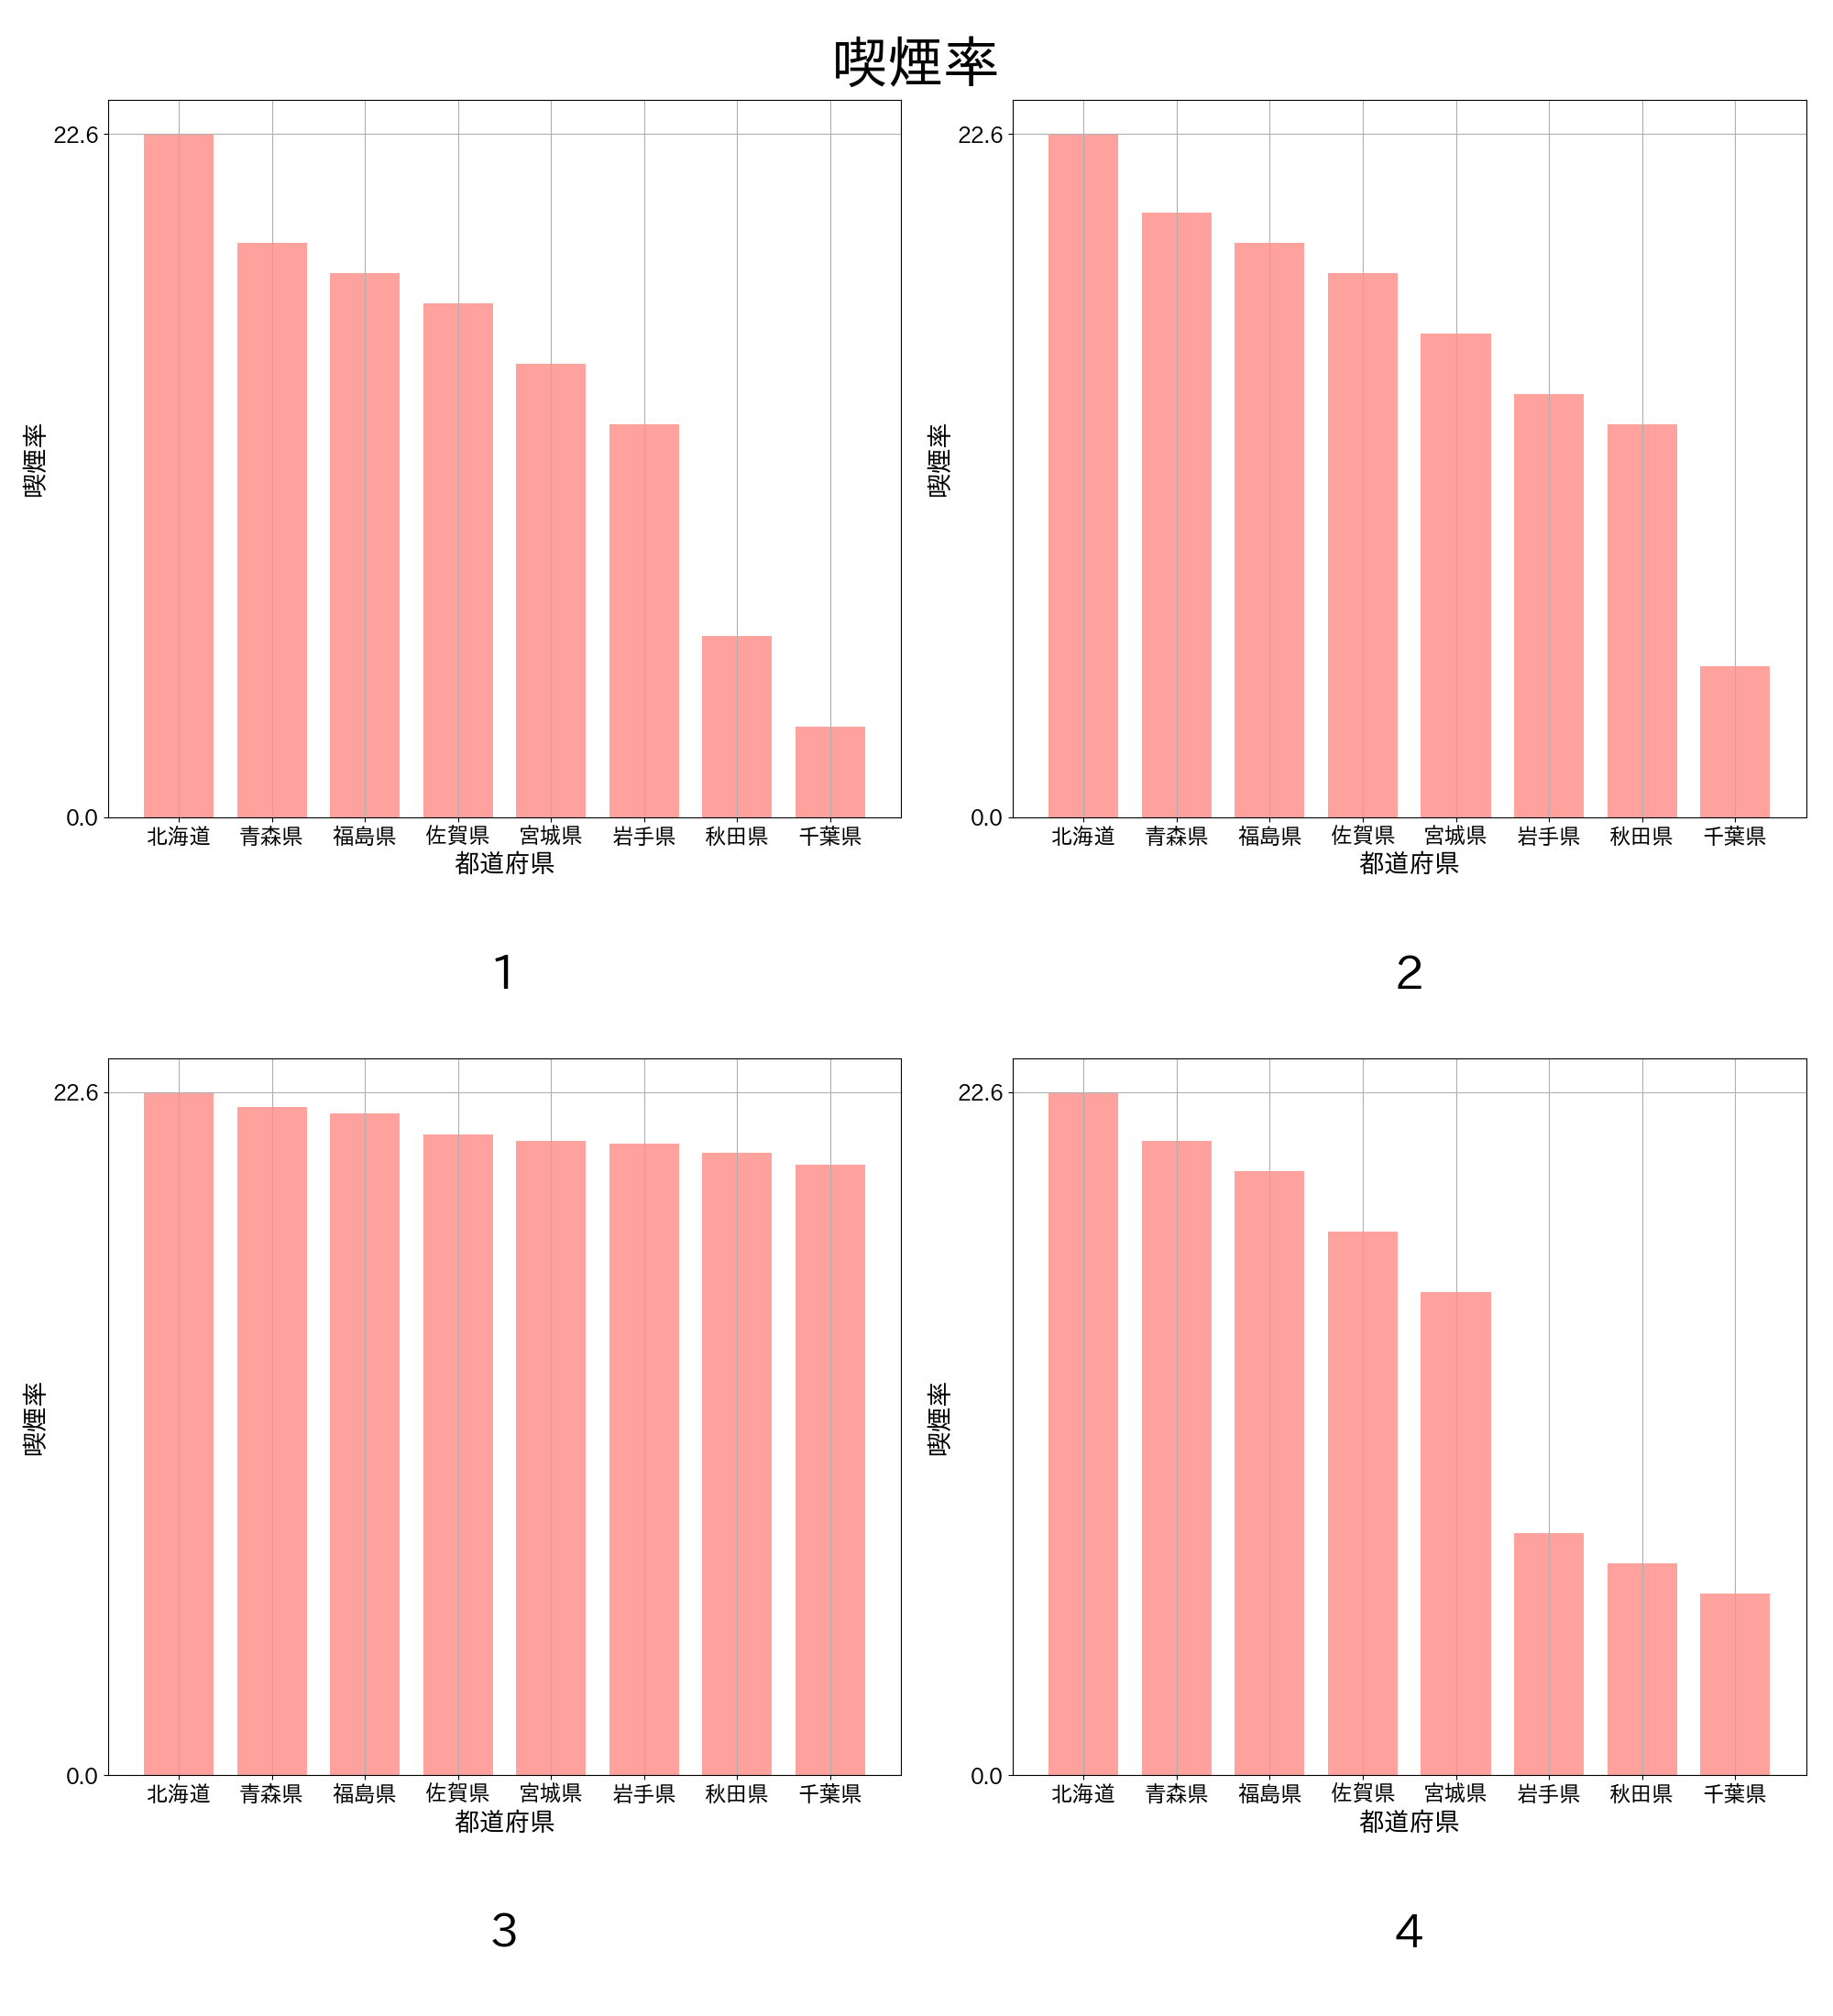 喫煙率
22.6
0.0
喫煙率
北海道 青森県 福島県 佐賀県 宮城県 岩手県 秋田県 千葉県
都道府県
1
22.6
0.0
喫煙率
北海道 青森県 福島県 佐賀県 宮城県 岩手県 秋田県 千葉県
都道府県
2
22.6
0.0
喫煙率
北海道 青森県 福島県 佐賀県 宮城県 岩手県 秋田県 千葉県
都道府県
3
22.6
0.0
喫煙率
北海道 青森県 福島県 佐賀県 宮城県 岩手県 秋田県 千葉県
都道府県
4